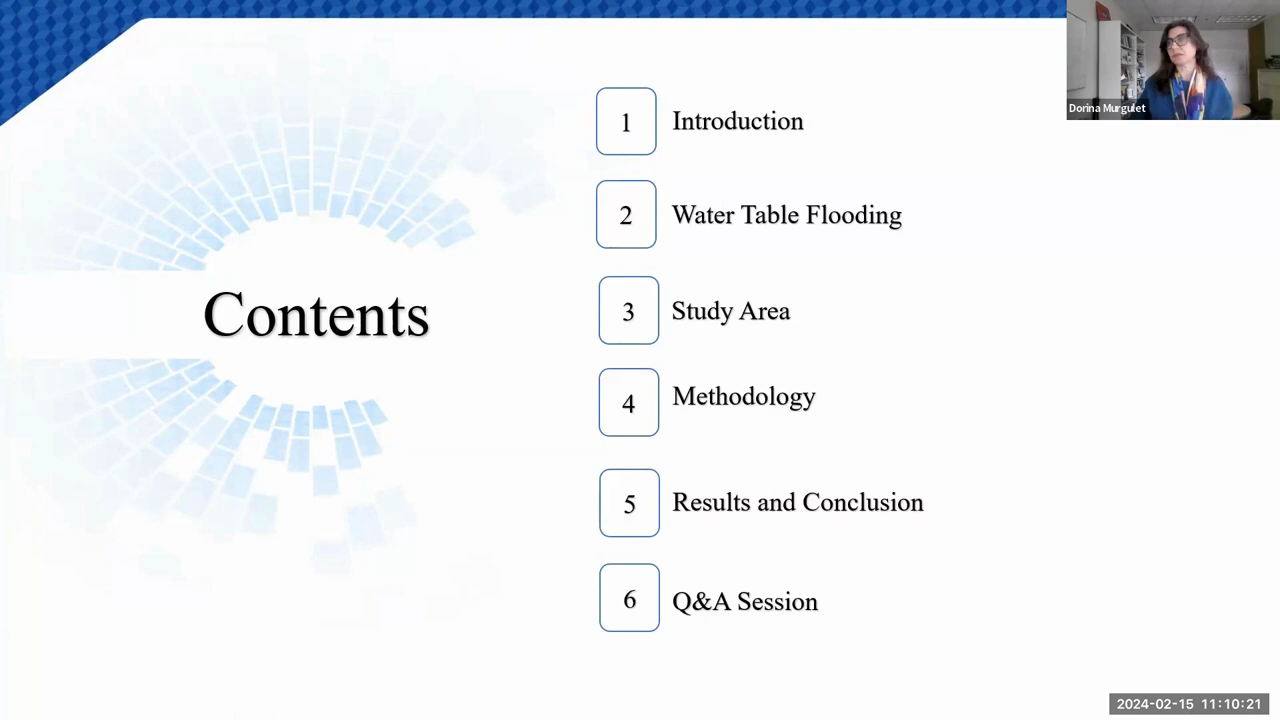 Contents
1 Introduction
2 Water Table Flooding
3 Study Area
4 Methodology
5 Results and Conclusion
6 Q&A Session
Dorina Murgulet
2024-02-15 11:10:21